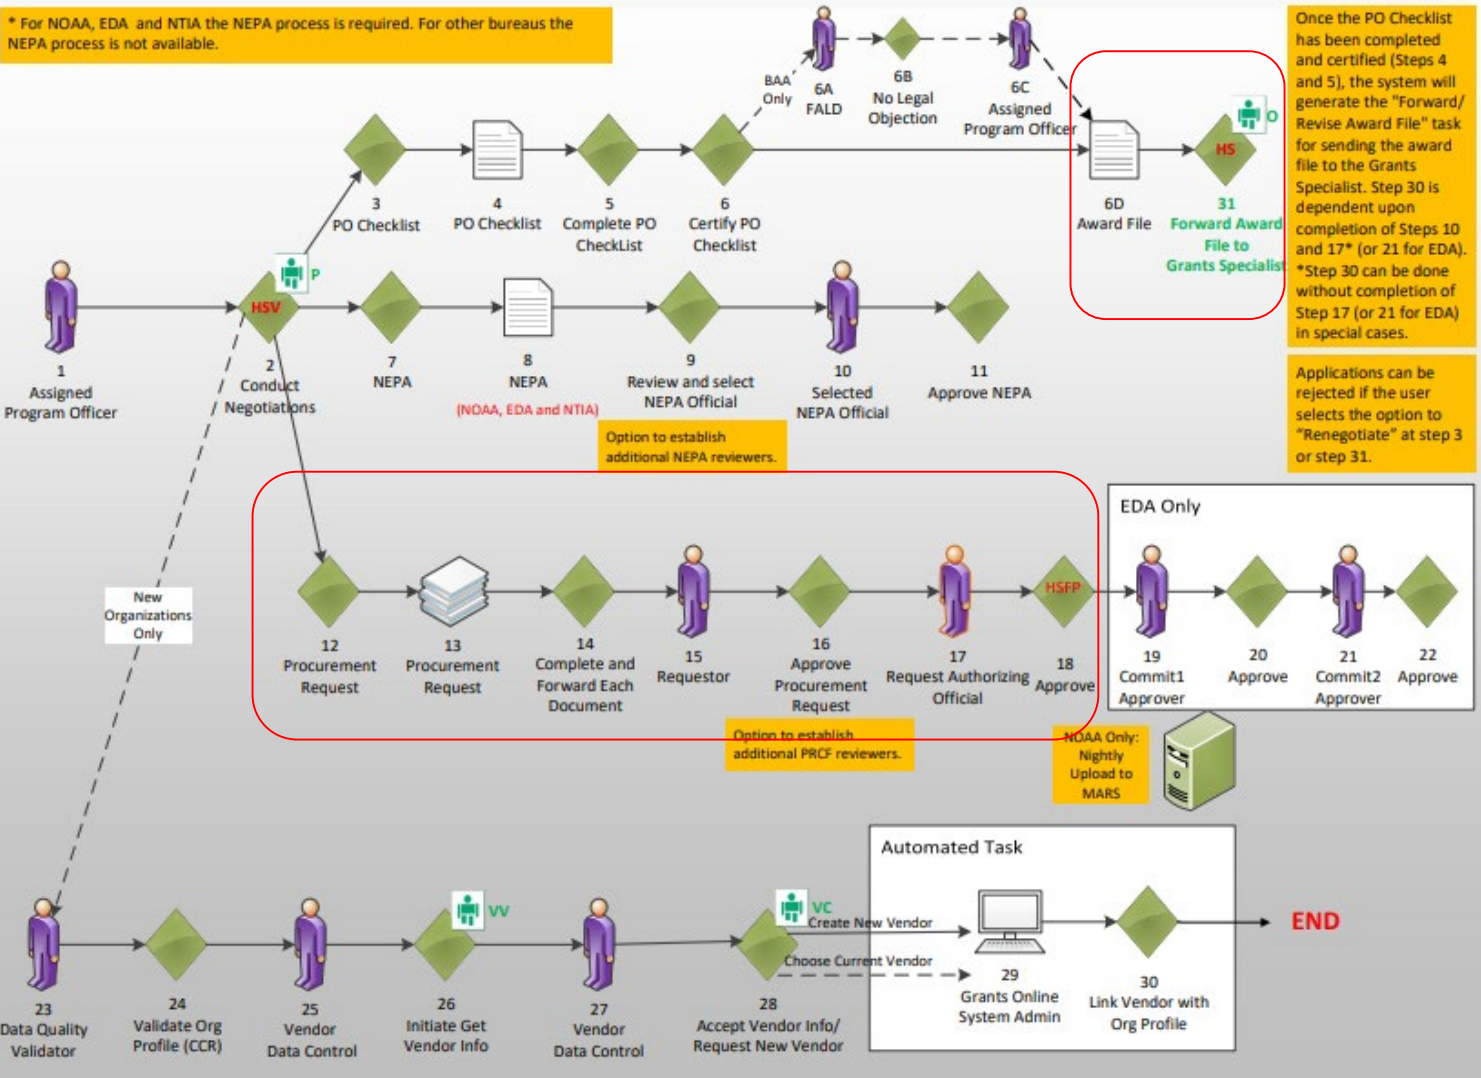 * For NOAA, EDA and NTIA the NEPA process is required. For other bureaus the
NEPA process is not available.
BAA
Only
6A
FALD
6B
No Legal
Objection
6C
Assigned
Program Officer
Once the PO Checklist
has been completed
and certified (Steps 4
and 5), the system will
generate the "Forward/
Revise Award File" task
for sending the award
file to the Grants
Specialist. Step 30 is
dependent upon
completion of Steps 10
and 17* (or 21 for EDA).
*Step 30 can be done
without completion of
Step 17 (or 21 for EDA)
in special cases.
3
PO Checklist
4
PO Checklist
5
Complete PO
CheckList
6
Certify PO
Checklist
6D
Award File
O
HS
31
Forward Award
File to
Grants Specialist
1
Assigned
Program Officer
P
HSV
2
Conduct
Negotiations
7
NEPA
8
NEPA
(NOAA, EDA and NTIA)
9
Review and select
NEPA Official
10
Selected
NEPA Official
11
Approve NEPA
Option to establish
additional NEPA reviewers.
Applications can be
rejected if the user
selects the option to
"Renegotiate" at step 3
or step 31.
New
Organizations
Only
12
Procurement
Request
13
Procurement
Request
14
Complete and
Forward Each
Document
15
Requestor
16
Approve
Procurement
Request
17
Request Authorizing
Official
HSFP
18
Approve
Option to establish
additional PRCF reviewers.
EDA Only
19
Commit1
Approver
20
Approve
21
Commit2
Approver
22
Approve
NOAA Only:
Nightly
Upload to
MARS
23
Data Quality
Validator
24
Validate Org
Profile (CCR)
25
Vendor
Data Control
VV
26
Initiate Get
Vendor Info
27
Vendor
Data Control
VC
28
Accept Vendor Info/
Request New Vendor
Create New Vendor
Choose Current Vendor
Automated Task
29
Grants Online
System Admin
30
Link Vendor with
Org Profile
END